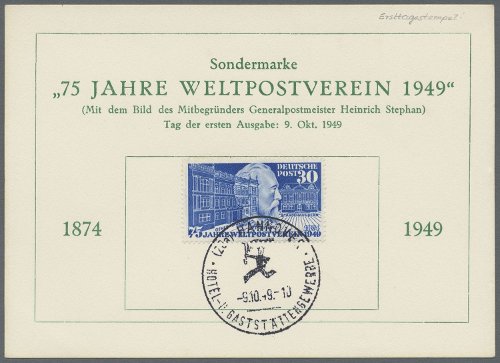 Ersttagsstempel.
Sondermarke
„75 JAHRE WELTPOSTVEREIN 1949“
(Mit dem Bild des Mitbegründers Generalpostmeister Heinrich Stephan)
Tag der ersten Ausgabe: 9. Okt. 1949
DEUTSCHE
POST 30
1874
1949
75 JAHRE WELTPOSTVEREIN 1949
HANNOVER
-9.10.49.-10
HOTEL-U. GASTSTÄTTENGEWERBE